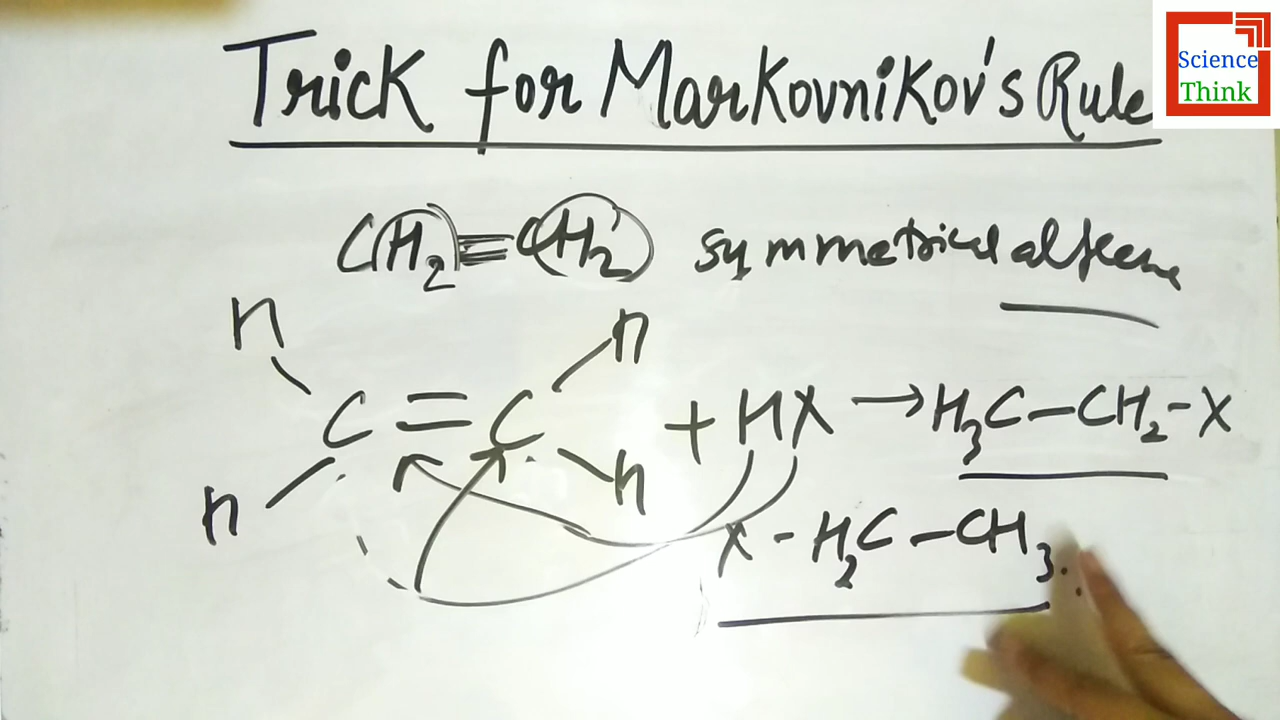 Trick for Markovnikov's Rule
Science
Think
CH2=CH2 symmetrical alkene
H H
C = C + HX → H3C-CH2-X
H H
X-H2C-CH3